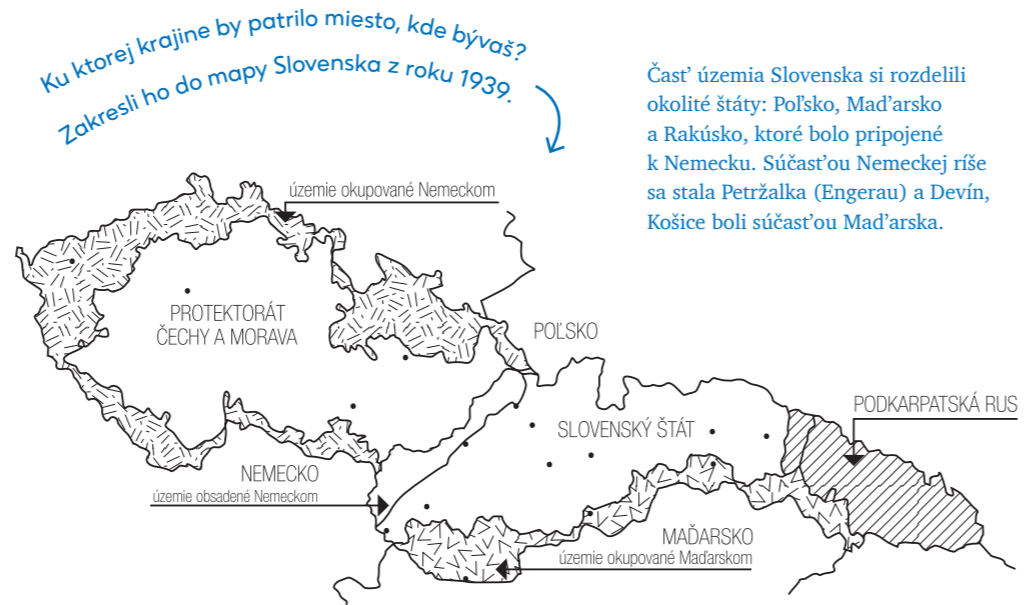 Ku ktorej krajine by patrilo miesto, kde bývaš?
Zakresli ho do mapy Slovenska z roku 1939.
Časť územia Slovenska si rozdelili
okolité štáty: Poľsko, Maďarsko
a Rakúsko, ktoré bolo pripojené
k Nemecku. Súčasťou Nemeckej ríše
sa stala Petržalka (Engerau) a Devín,
Košice boli súčasťou Maďarska.
územie okupované Nemeckom
PROTEKTORÁT
ČECHY A MORAVA
POĽSKO
PODKARPATSKÁ RUS
SLOVENSKÝ ŠTÁT
NEMECKO
územie obsadené Nemeckom
MAĎARSKO
územie okupované Maďarskom